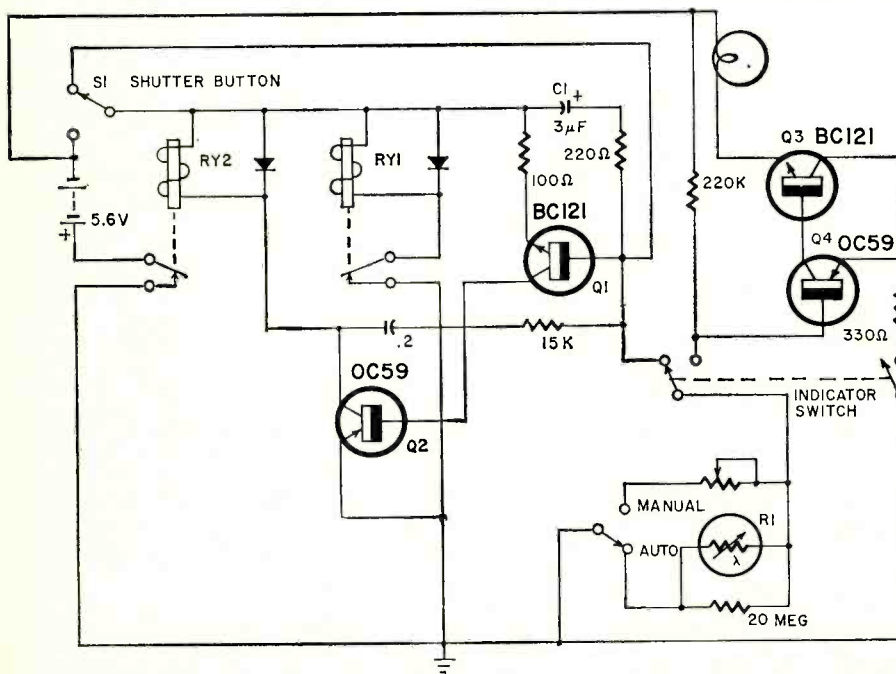 S1 SHUTTER BUTTON
C1 +
3µF
220Ω
100Ω
RY2
RY1
BC121
Q1
5.6V
+
.2
15K
OC59
Q2
220K
Q3 BC121
Q4 OC59
330Ω
INDICATOR
SWITCH
MANUAL
AUTO
R1
λ
20 MEG